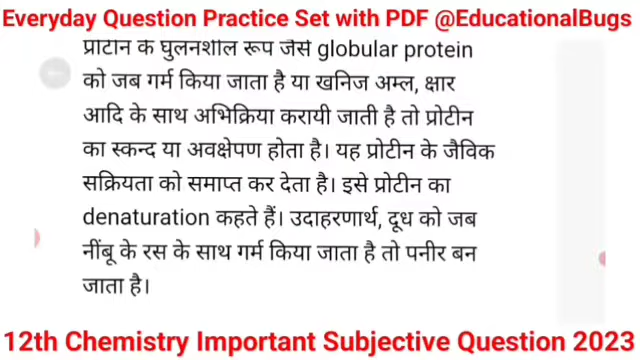 Everyday Question Practice Set with PDF @EducationalBugs
प्रोटीन के घुलनशील रूप जैसे globular protein
को जब गर्म किया जाता है या खनिज अम्ल, क्षार
आदि के साथ अभिक्रिया करायी जाती है तो प्रोटीन
का स्कन्द या अवक्षेपण होता है। यह प्रोटीन के जैविक
सक्रियता को समाप्त कर देता है। इसे प्रोटीन का
denaturation कहते हैं। उदाहरणार्थ, दूध को जब
नींबू के रस के साथ गर्म किया जाता है तो पनीर बन
जाता है।
12th Chemistry Important Subjective Question 2023